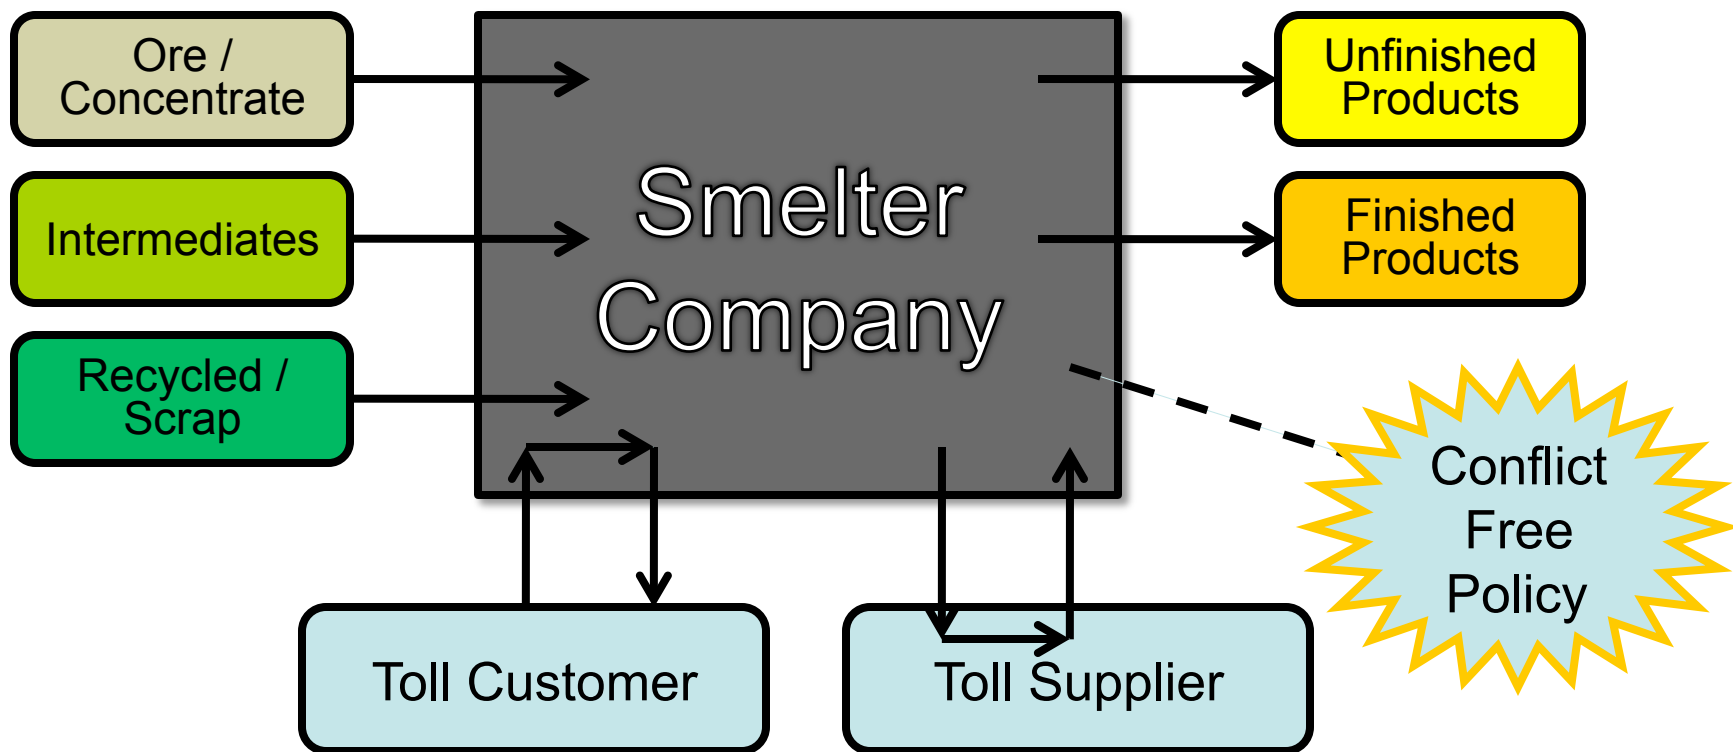 Ore /
Concentrate
Intermediates
Recycled /
Scrap
Smelter
Company
Unfinished
Products
Finished
Products
Conflict
Free
Policy
Toll Customer
Toll Supplier